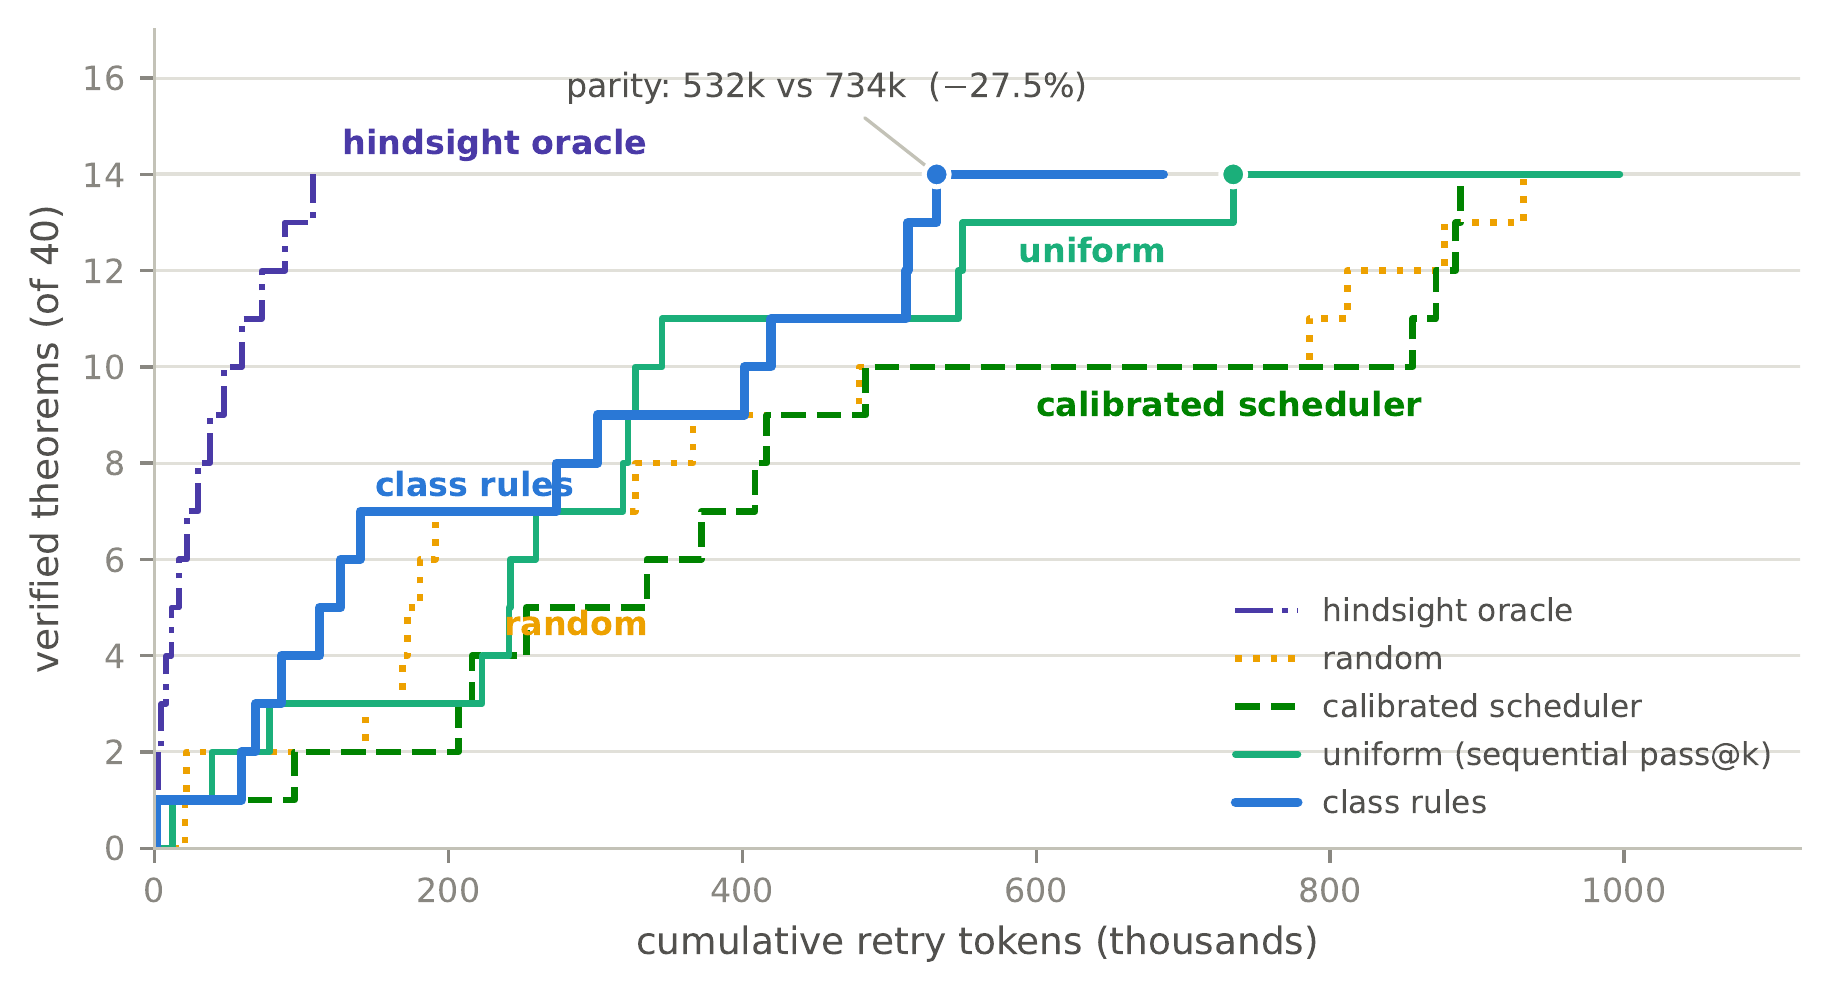 parity: 532k vs 734k (−27.5%)
hindsight oracle
uniform
calibrated scheduler
class rules
random
verified theorems (of 40)
16
14
12
10
8
6
4
2
0
0 200 400 600 800 1000
cumulative retry tokens (thousands)
hindsight oracle
random
calibrated scheduler
uniform (sequential pass@k)
class rules